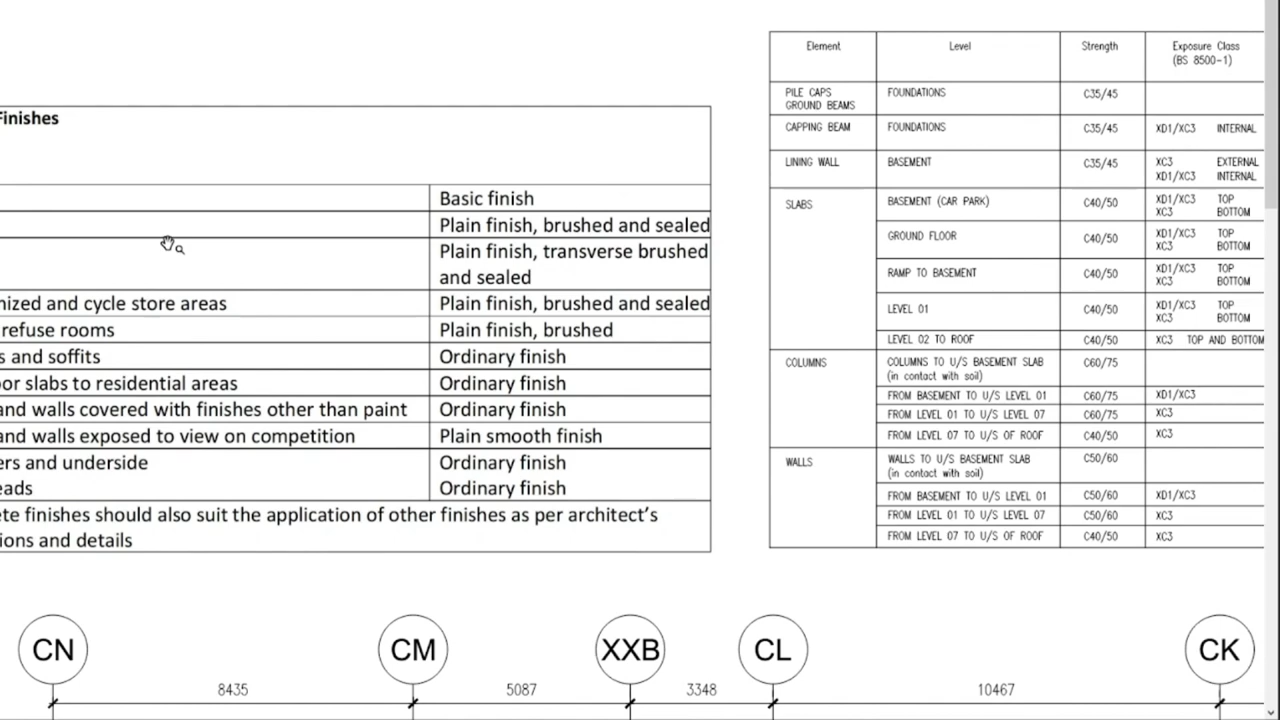 Finishes
Basic finish
Plain finish, brushed and sealed
Plain finish, transverse brushed
and sealed
nized and cycle store areas Plain finish, brushed and sealed
refuse rooms Plain finish, brushed
s and soffits Ordinary finish
oor slabs to residential areas Ordinary finish
and walls covered with finishes other than paint Ordinary finish
and walls exposed to view on competition Plain smooth finish
ers and underside Ordinary finish
eads Ordinary finish
ete finishes should also suit the application of other finishes as per architect's
ions and details
Element Level Strength Exposure Class
(BS 8500-1)
PILE CAPS FOUNDATIONS C35/45
GROUND BEAMS
CAPPING BEAM FOUNDATIONS C35/45 XD1/XC3 INTERNAL
LINING WALL BASEMENT C35/45 XC3 EXTERNAL
XD1/XC3 INTERNAL
SLABS BASEMENT (CAR PARK) C40/50 XD1/XC3 TOP
XC3 BOTTOM
GROUND FLOOR C40/50 XD1/XC3 TOP
XC3 BOTTOM
RAMP TO BASEMENT C40/50 XD1/XC3 TOP
XC3 BOTTOM
LEVEL 01 C40/50 XD1/XC3 TOP
XC3 BOTTOM
LEVEL 02 TO ROOF C40/50 XC3 TOP AND BOTTOM
COLUMNS COLUMNS TO U/S BASEMENT SLAB C60/75
(in contact with soil)
FROM BASEMENT TO U/S LEVEL 01 C60/75 XD1/XC3
FROM LEVEL 01 TO U/S LEVEL 07 C60/75 XC3
FROM LEVEL 07 TO U/S OF ROOF C40/50 XC3
WALLS WALLS TO U/S BASEMENT SLAB C50/60
(in contact with soil)
FROM BASEMENT TO U/S LEVEL 01 C50/60 XD1/XC3
FROM LEVEL 01 TO U/S LEVEL 07 C50/60 XC3
FROM LEVEL 07 TO U/S OF ROOF C40/50 XC3
CN CM XXB CL CK
8435 5087 3348 10467